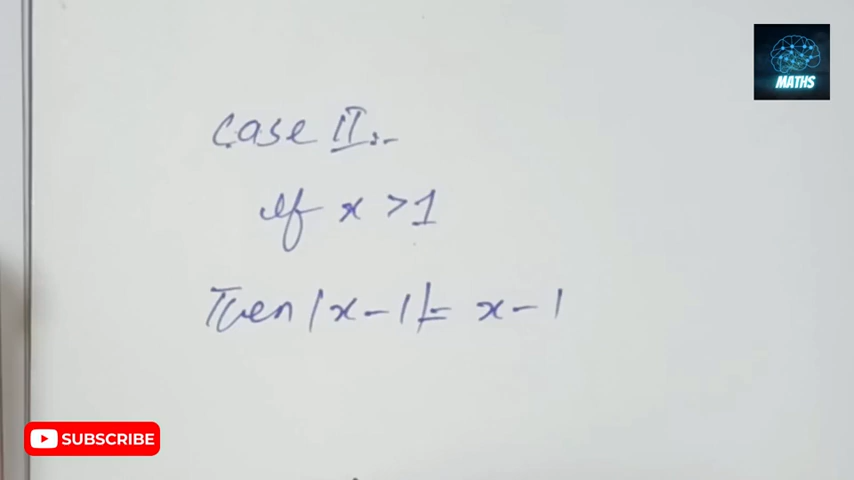 MATHS
Case II:-
If x > 1
Then |x-1| = x-1
SUBSCRIBE